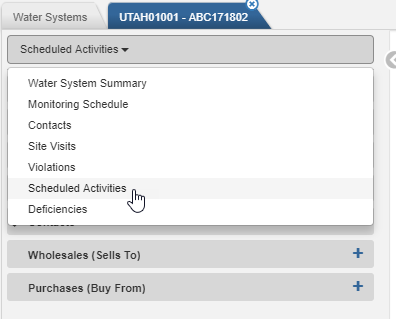 Water Systems
UTAH01001 - ABC171802
Scheduled Activities
Water System Summary
Monitoring Schedule
Contacts
Site Visits
Violations
Scheduled Activities
Deficiencies
Contacts
Wholesales (Sells To)
Purchases (Buy From)